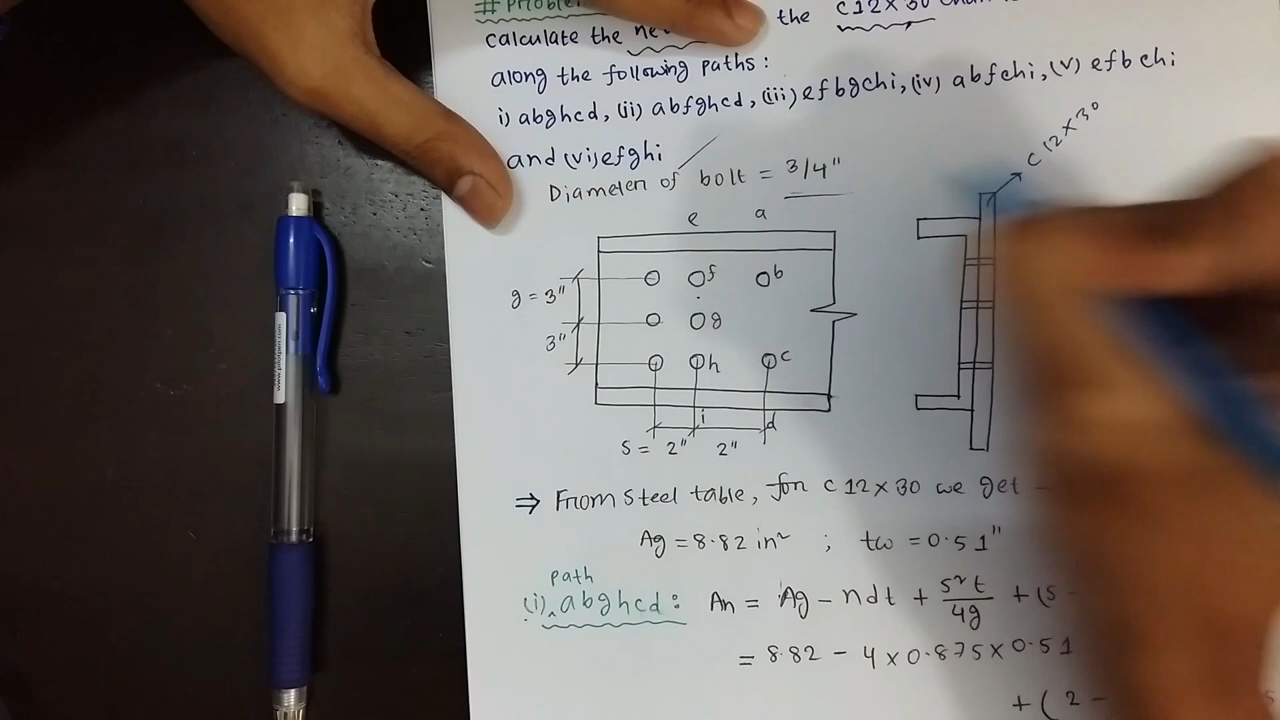 # Problem
the C12×30
calculate the
along the following paths:
i) abghcd, (ii) abfghcd, (iii) efbgchi, (iv) abfchi, (v) efbchi
and (vi) efghi
Diameter of bolt = 3/4"
C 12×30
e a
f b
g = 3"
g
3"
h c
i d
S = 2" 2"
⇒ From Steel table, for C 12×30 we get
Ag = 8.82 in² ; tw = 0.51"
path
(i) abghcd: An = Ag - ndt + s²t/4g + (s -
= 8.82 - 4 × 0.875 × 0.51
+ ( 2 -